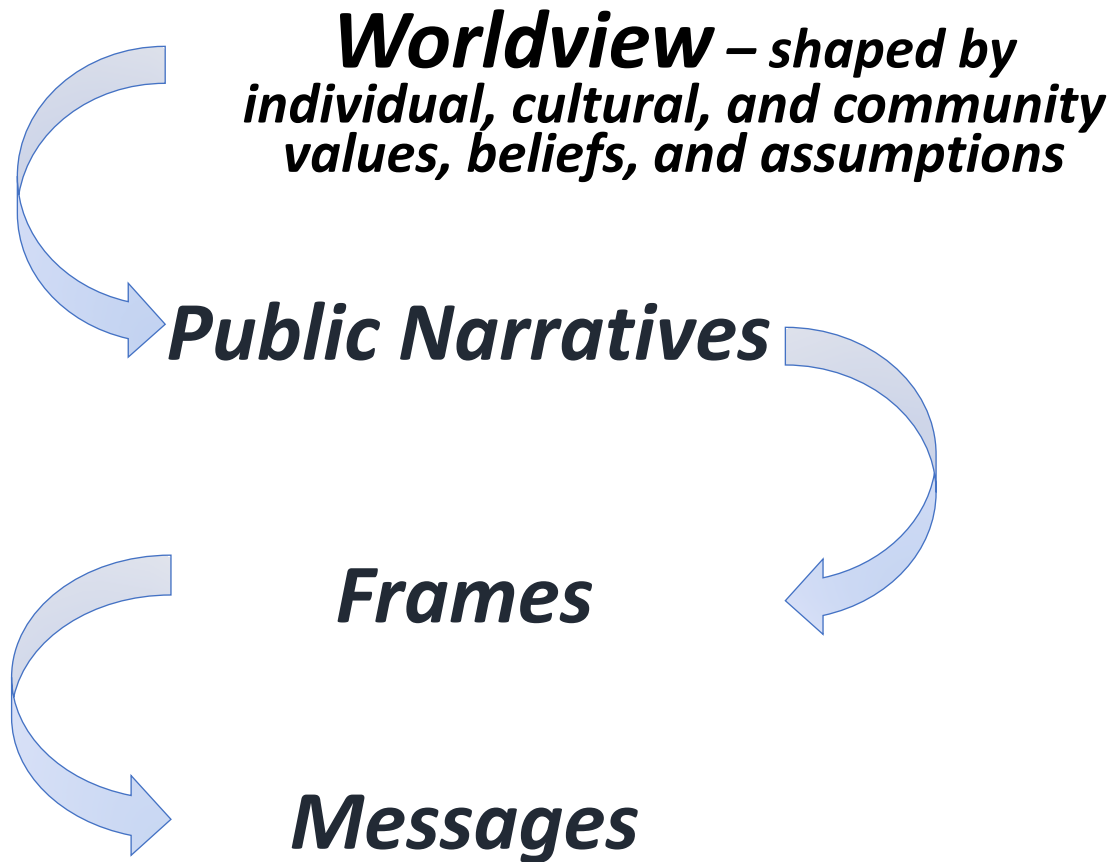 Worldview – shaped by
individual, cultural, and community
values, beliefs, and assumptions
Public Narratives
Frames
Messages